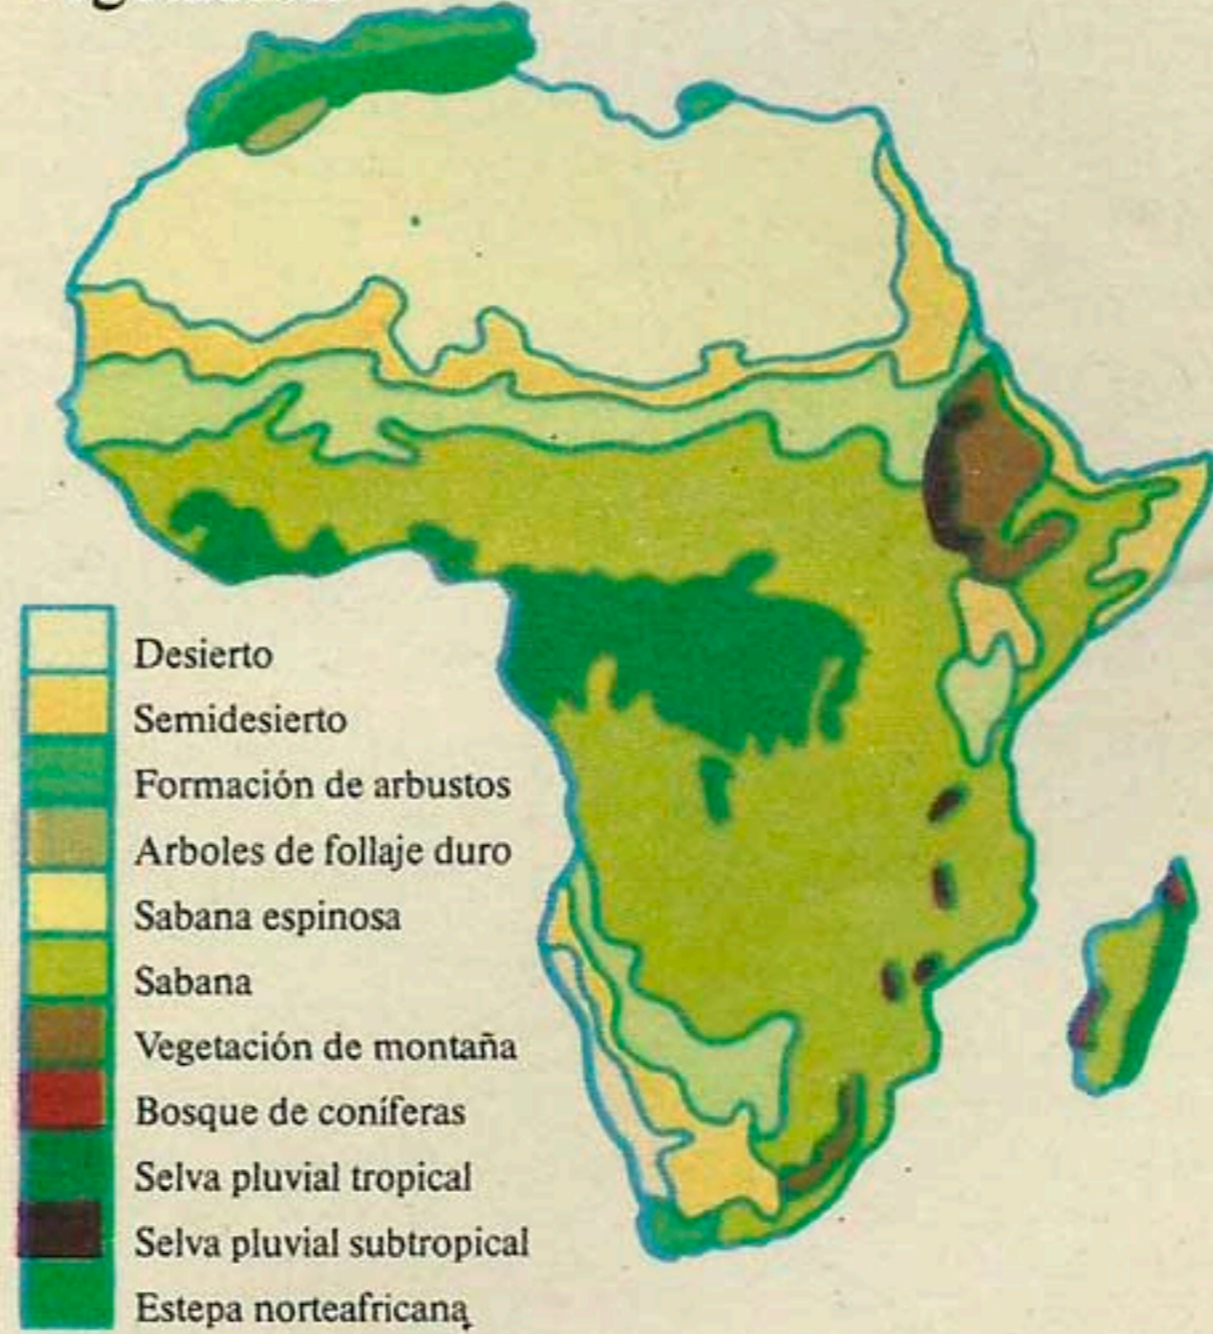 Desierto
Semidesierto
Formación de arbustos
Arboles de follaje duro
Sabana espinosa
Sabana
Vegetación de montaña
Bosque de coníferas
Selva pluvial tropical
Selva pluvial subtropical
Estepa norteafricana